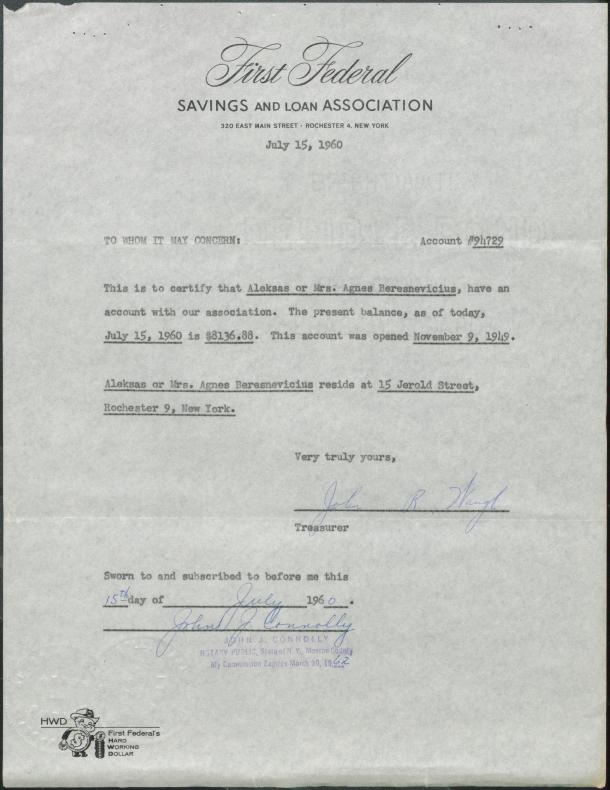 First Federal
SAVINGS AND LOAN ASSOCIATION
320 EAST MAIN STREET · ROCHESTER 4, NEW YORK
July 15, 1960
TO WHOM IT MAY CONCERN: Account #94729
This is to certify that Aleksas or Mrs. Agnes Beresnevicius, have an
account with our association. The present balance, as of today,
July 15, 1960 is $8136.88. This account was opened November 9, 1949.
Aleksas or Mrs. Agnes Beresnevicius reside at 15 Jerold Street,
Rochester 9, New York.
Very truly yours,
John R Waugh
Treasurer
Sworn to and subscribed to before me this
15th day of July 1960.
John J. Connolly
JOHN J. CONNOLLY
NOTARY PUBLIC, State of N. Y., Monroe County
My Commission Expires March 30, 1962
HWD
First Federal's
HARD
WORKING
DOLLAR